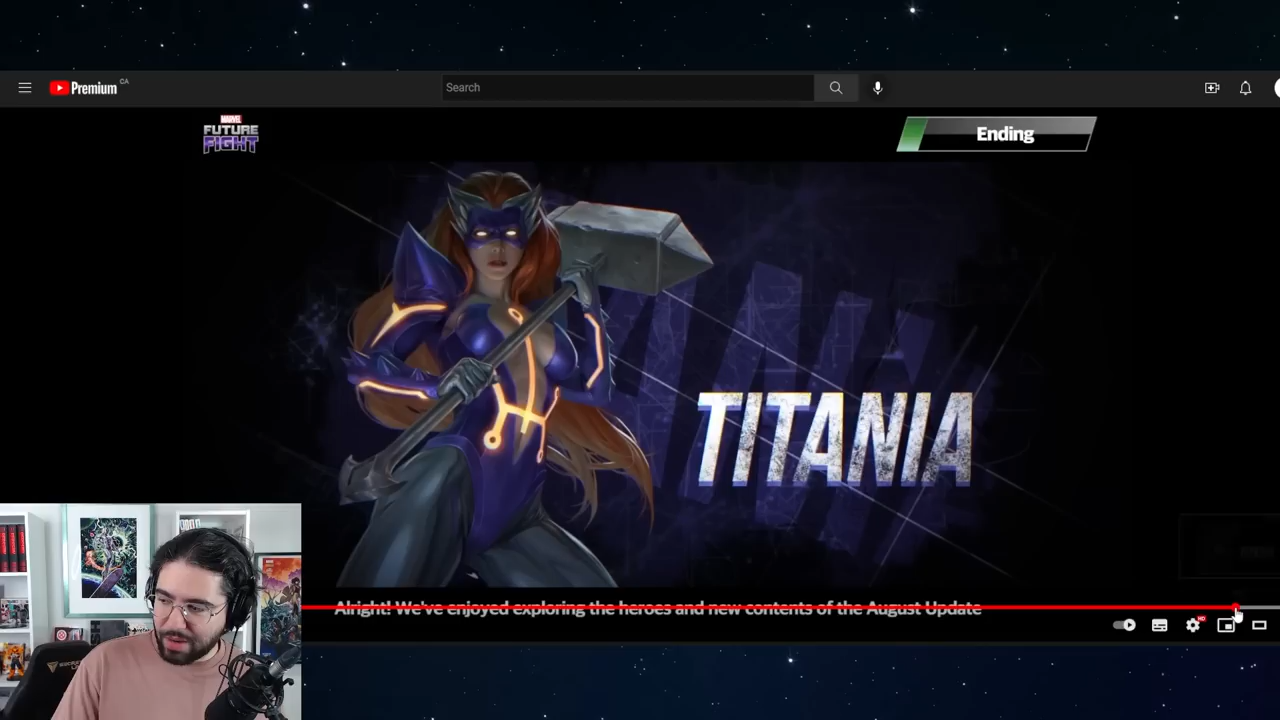 Premium CA
Search
MARVEL
FUTURE
FIGHT
Ending
TITANIA
Alright! We've enjoyed exploring the heroes and new contents of the August Update
HD